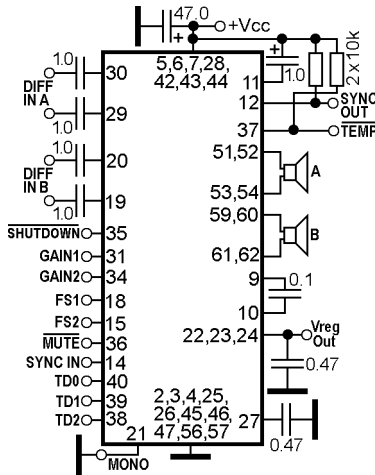 47.0
+Vcc
+
+
1.0
5,6,7,28,
42,43,44
2 x 10k
30
DIFF
IN A
11
1.0
1.0
29
12
SYNC
OUT
1.0
37
TEMP
20
51,52
DIFF
IN B
A
53,54
19
1.0
59,60
SHUTDOWN
35
B
GAIN1
31
61,62
GAIN2
34
9
FS1
18
0.1
FS2
15
10
MUTE
36
22,23,24
Vreg
Out
SYNC IN
14
TD0
40
0.47
TD1
39
2,3,4,25,
26,45,46,
47,56,57
TD2
38
27
21
0.47
MONO